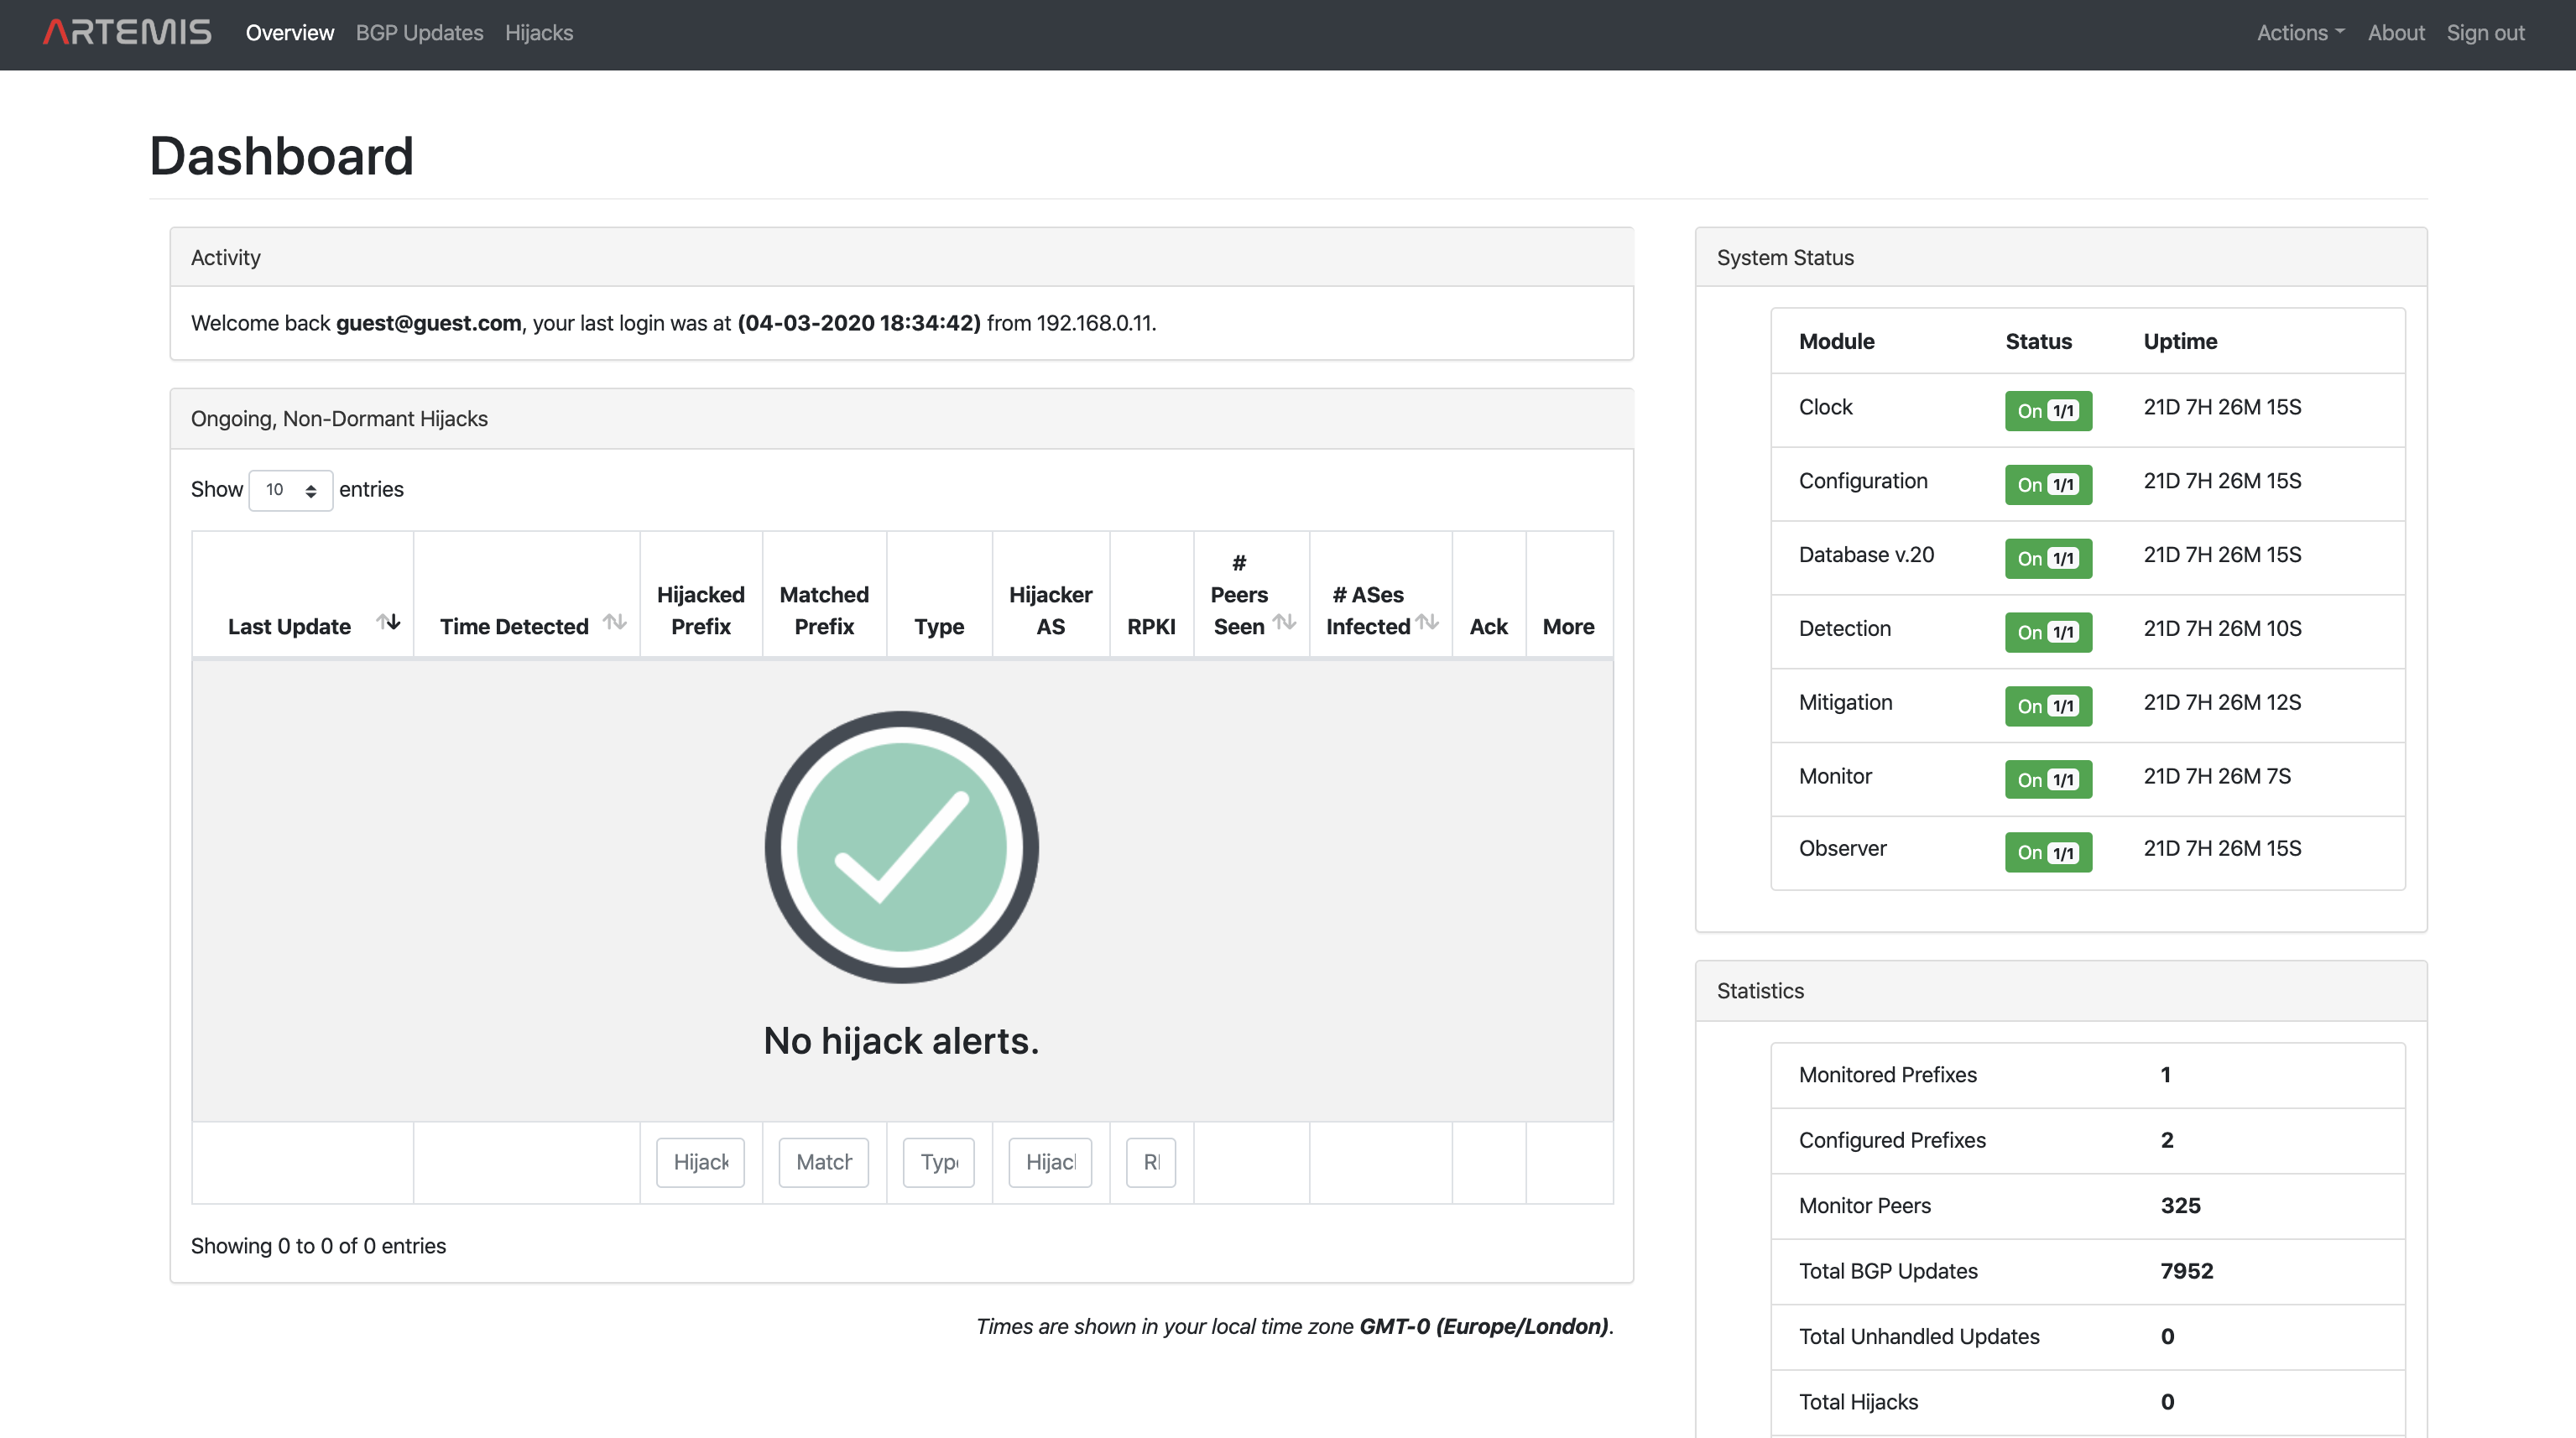 ARTEMIS Overview BGP Updates Hijacks Actions About Sign out
Dashboard
Activity
Welcome back guest@guest.com, your last login was at (04-03-2020 18:34:42) from 192.168.0.11.
Ongoing, Non-Dormant Hijacks
Show 10 entries
Last Update
Time Detected
Hijacked
Prefix
Matched
Prefix
Type
Hijacker
AS
RPKI
#
Peers
Seen
# ASes
Infected
Ack
More
No hijack alerts.
Showing 0 to 0 of 0 entries
Times are shown in your local time zone GMT-0 (Europe/London).
System Status
Module Status Uptime
Clock On 1/1 21D 7H 26M 15S
Configuration On 1/1 21D 7H 26M 15S
Database v.20 On 1/1 21D 7H 26M 15S
Detection On 1/1 21D 7H 26M 10S
Mitigation On 1/1 21D 7H 26M 12S
Monitor On 1/1 21D 7H 26M 7S
Observer On 1/1 21D 7H 26M 15S
Statistics
Monitored Prefixes 1
Configured Prefixes 2
Monitor Peers 325
Total BGP Updates 7952
Total Unhandled Updates 0
Total Hijacks 0